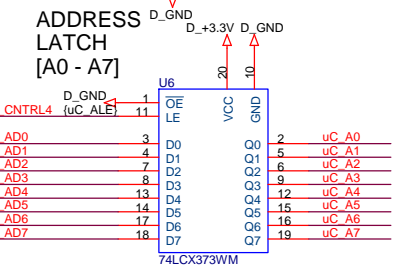 ADDRESS
LATCH
[A0 - A7]
D_GND
D_+3.3V D_GND
U6
D_GND 1 OE
CNTRL4 {uC_ALE} 11 LE
20 VCC
10 GND
AD0 3 D0 Q0 2 uC_A0
AD1 4 D1 Q1 5 uC_A1
AD2 7 D2 Q2 6 uC_A2
AD3 8 D3 Q3 9 uC_A3
AD4 13 D4 Q4 12 uC_A4
AD5 14 D5 Q5 15 uC_A5
AD6 17 D6 Q6 16 uC_A6
AD7 18 D7 Q7 19 uC_A7
74LCX373WM